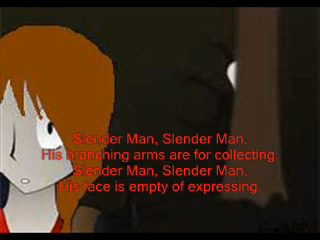 Slender Man, Slender Man.
His branching arms are for collecting.
Slender Man, Slender Man,
His face is empty of expressing.